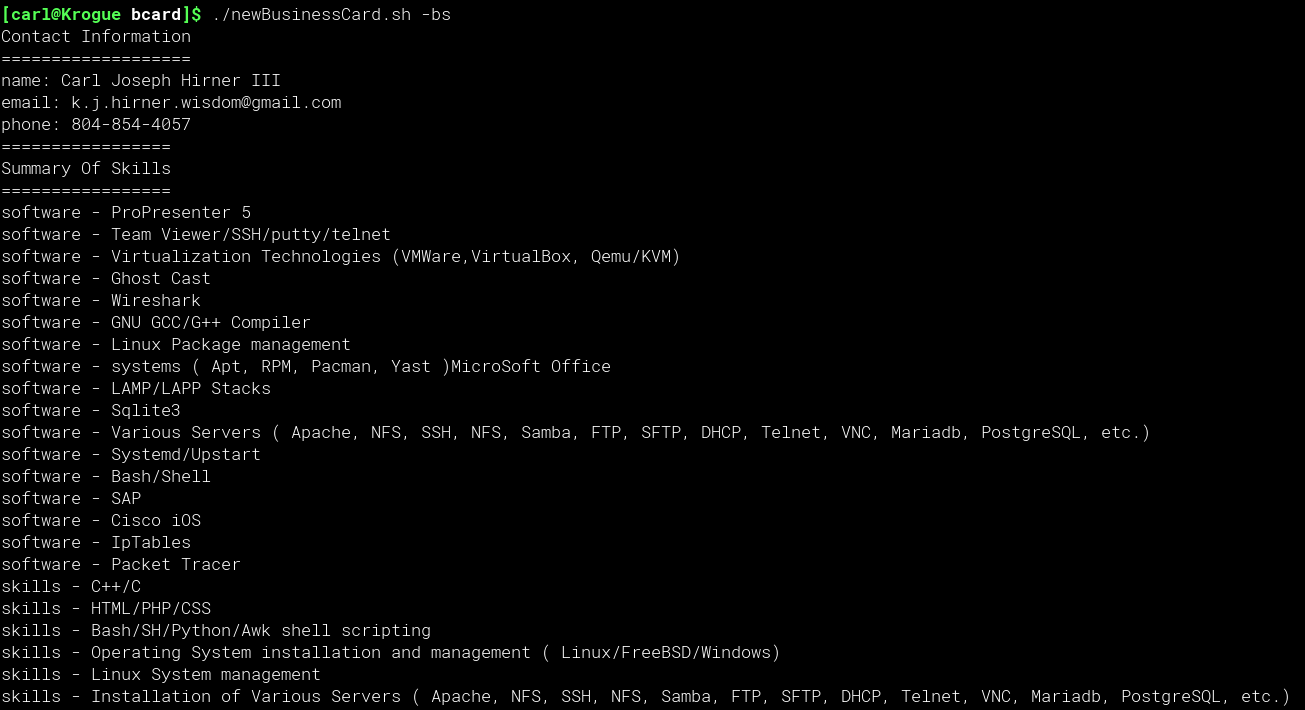 [carl@Krogue bcard]$ ./newBusinessCard.sh -bs
Contact Information
===================
name: Carl Joseph Hirner III
email: k.j.hirner.wisdom@gmail.com
phone: 804-854-4057
=================
Summary Of Skills
=================
software - ProPresenter 5
software - Team Viewer/SSH/putty/telnet
software - Virtualization Technologies (VMWare,VirtualBox, Qemu/KVM)
software - Ghost Cast
software - Wireshark
software - GNU GCC/G++ Compiler
software - Linux Package management
software - systems ( Apt, RPM, Pacman, Yast )MicroSoft Office
software - LAMP/LAPP Stacks
software - Sqlite3
software - Various Servers ( Apache, NFS, SSH, NFS, Samba, FTP, SFTP, DHCP, Telnet, VNC, Mariadb, PostgreSQL, etc.)
software - Systemd/Upstart
software - Bash/Shell
software - SAP
software - Cisco iOS
software - IpTables
software - Packet Tracer
skills - C++/C
skills - HTML/PHP/CSS
skills - Bash/SH/Python/Awk shell scripting
skills - Operating System installation and management ( Linux/FreeBSD/Windows)
skills - Linux System management
skills - Installation of Various Servers ( Apache, NFS, SSH, NFS, Samba, FTP, SFTP, DHCP, Telnet, VNC, Mariadb, PostgreSQL, etc.)